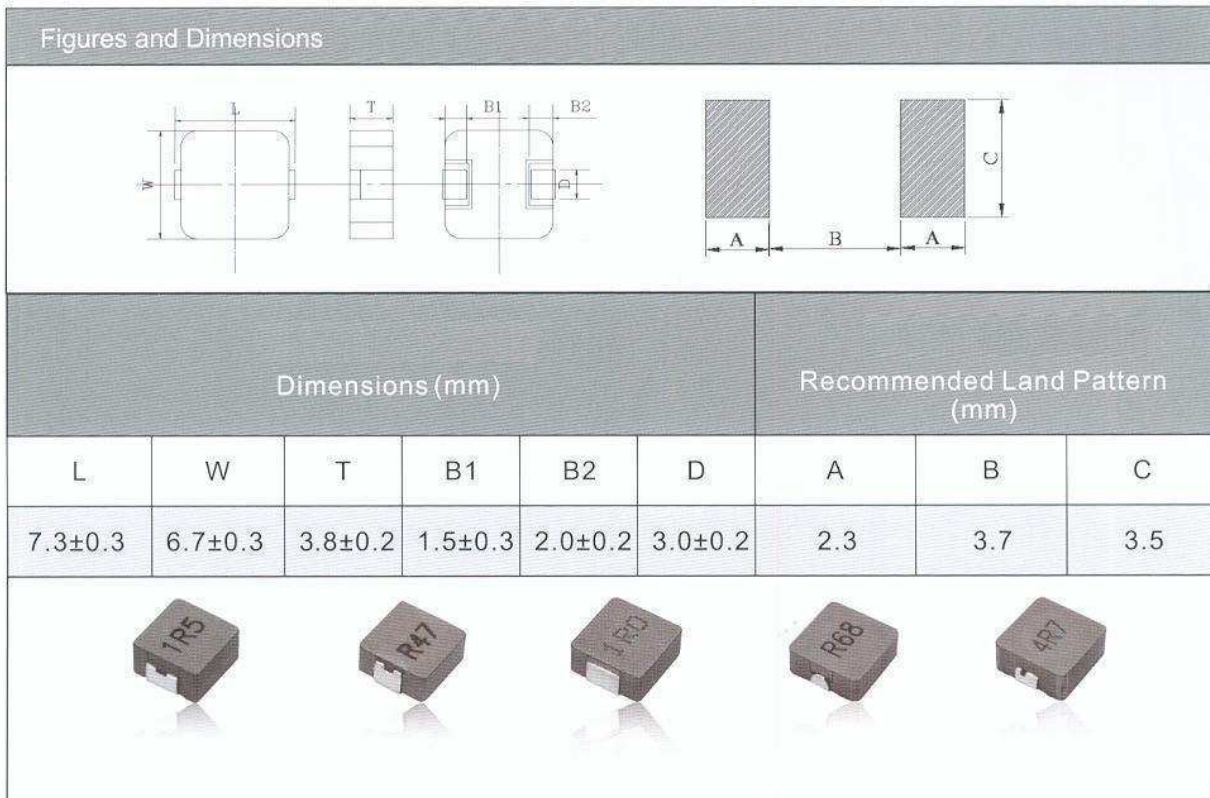 Figures and Dimensions
L
T
B1
B2
W
D
C
A
B
A
Dimensions (mm)
Recommended Land Pattern
(mm)
L W T B1 B2 D A B C
7.3±0.3 6.7±0.3 3.8±0.2 1.5±0.3 2.0±0.2 3.0±0.2 2.3 3.7 3.5
1R5
R47
1R0
R68
4R7